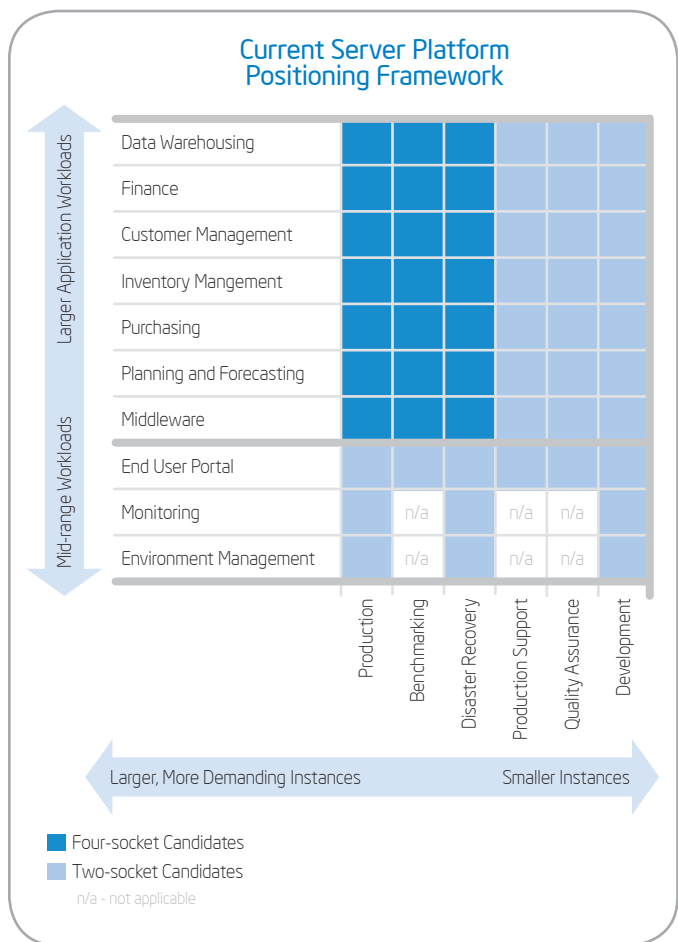 Current Server Platform
Positioning Framework
Larger Application Workloads
Mid-range Workloads
Data Warehousing
Finance
Customer Management
Inventory Mangement
Purchasing
Planning and Forecasting
Middleware
End User Portal
Monitoring
n/a n/a n/a
Environment Management
n/a n/a n/a
Production
Benchmarking
Disaster Recovery
Production Support
Quality Assurance
Development
Larger, More Demanding Instances
Smaller Instances
Four-socket Candidates
Two-socket Candidates
n/a - not applicable